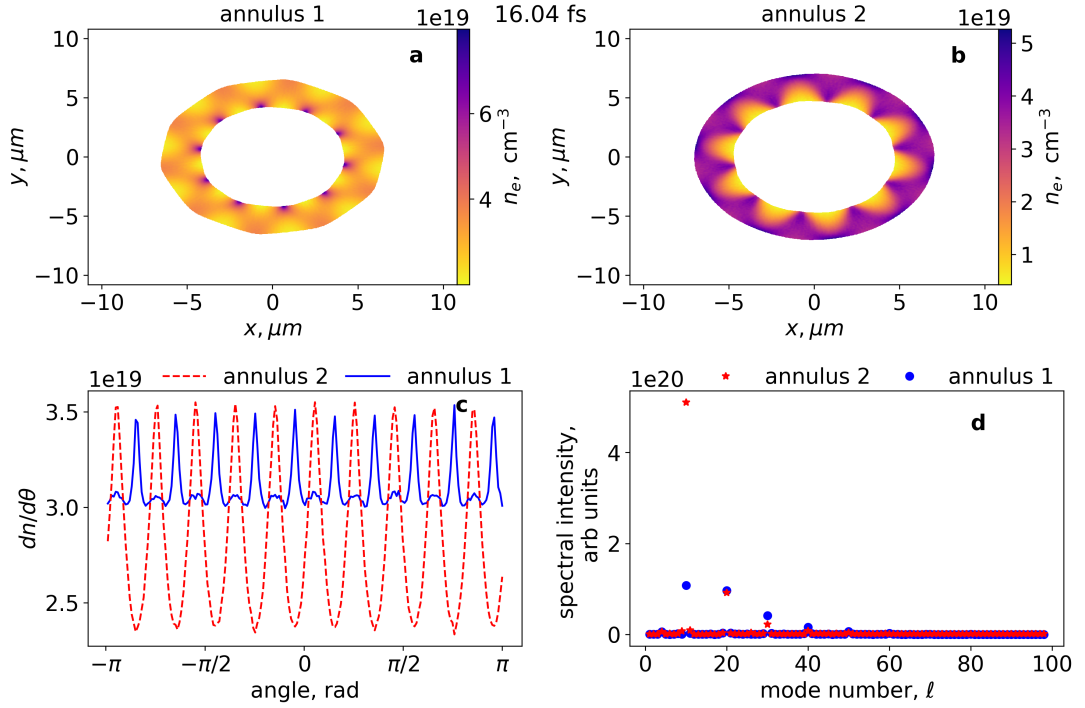 annulus 1
1e19
16.04 fs
annulus 2
1e19
a
b
10
5
0
−5
−10
y, μm
−10
−5
0
5
10
x, μm
6
4
n_e, cm⁻³
10
5
0
−5
−10
y, μm
−10
−5
0
5
10
x, μm
5
4
3
2
1
n_e, cm⁻³
1e19
annulus 2
annulus 1
c
3.5
3.0
2.5
dn/dθ
−π
−π/2
0
π/2
π
angle, rad
1e20
annulus 2
annulus 1
d
4
2
0
spectral intensity,
arb units
0
20
40
60
80
100
mode number, ℓ